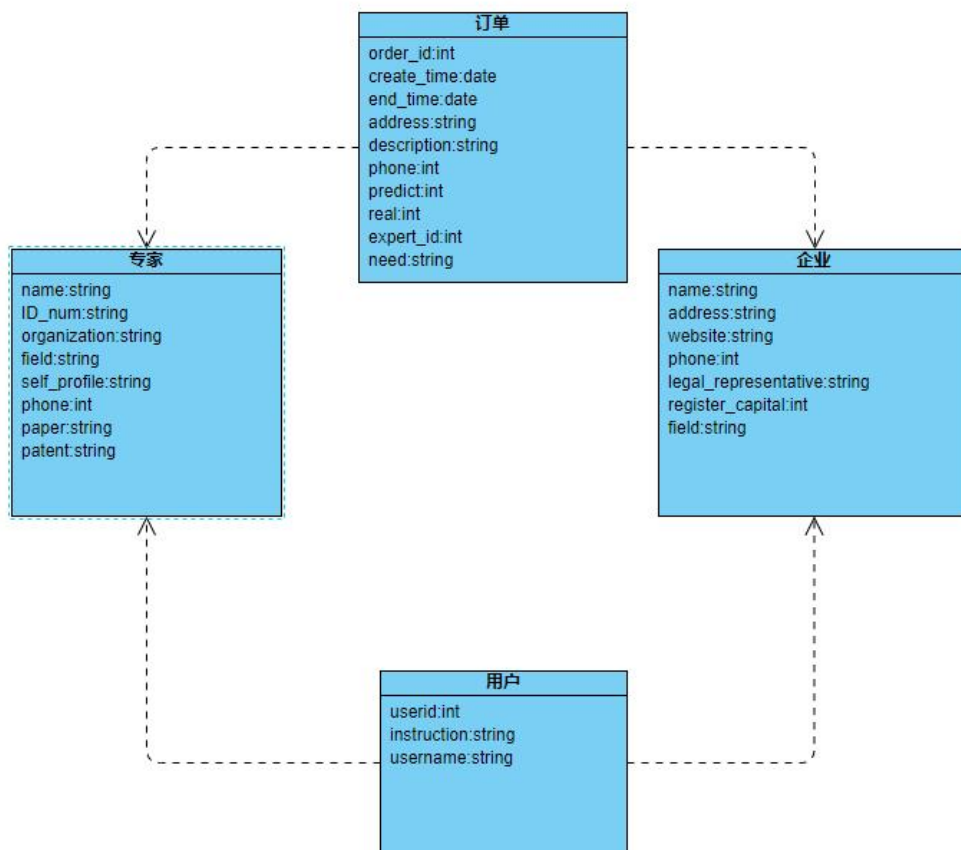 订单
order_id:int
create_time:date
end_time:date
address:string
description:string
phone:int
predict:int
real:int
expert_id:int
need:string
专家
name:string
ID_num:string
organization:string
field:string
self_profile:string
phone:int
paper:string
patent:string
企业
name:string
address:string
website:string
phone:int
legal_representative:string
register_capital:int
field:string
用户
userid:int
instruction:string
username:string